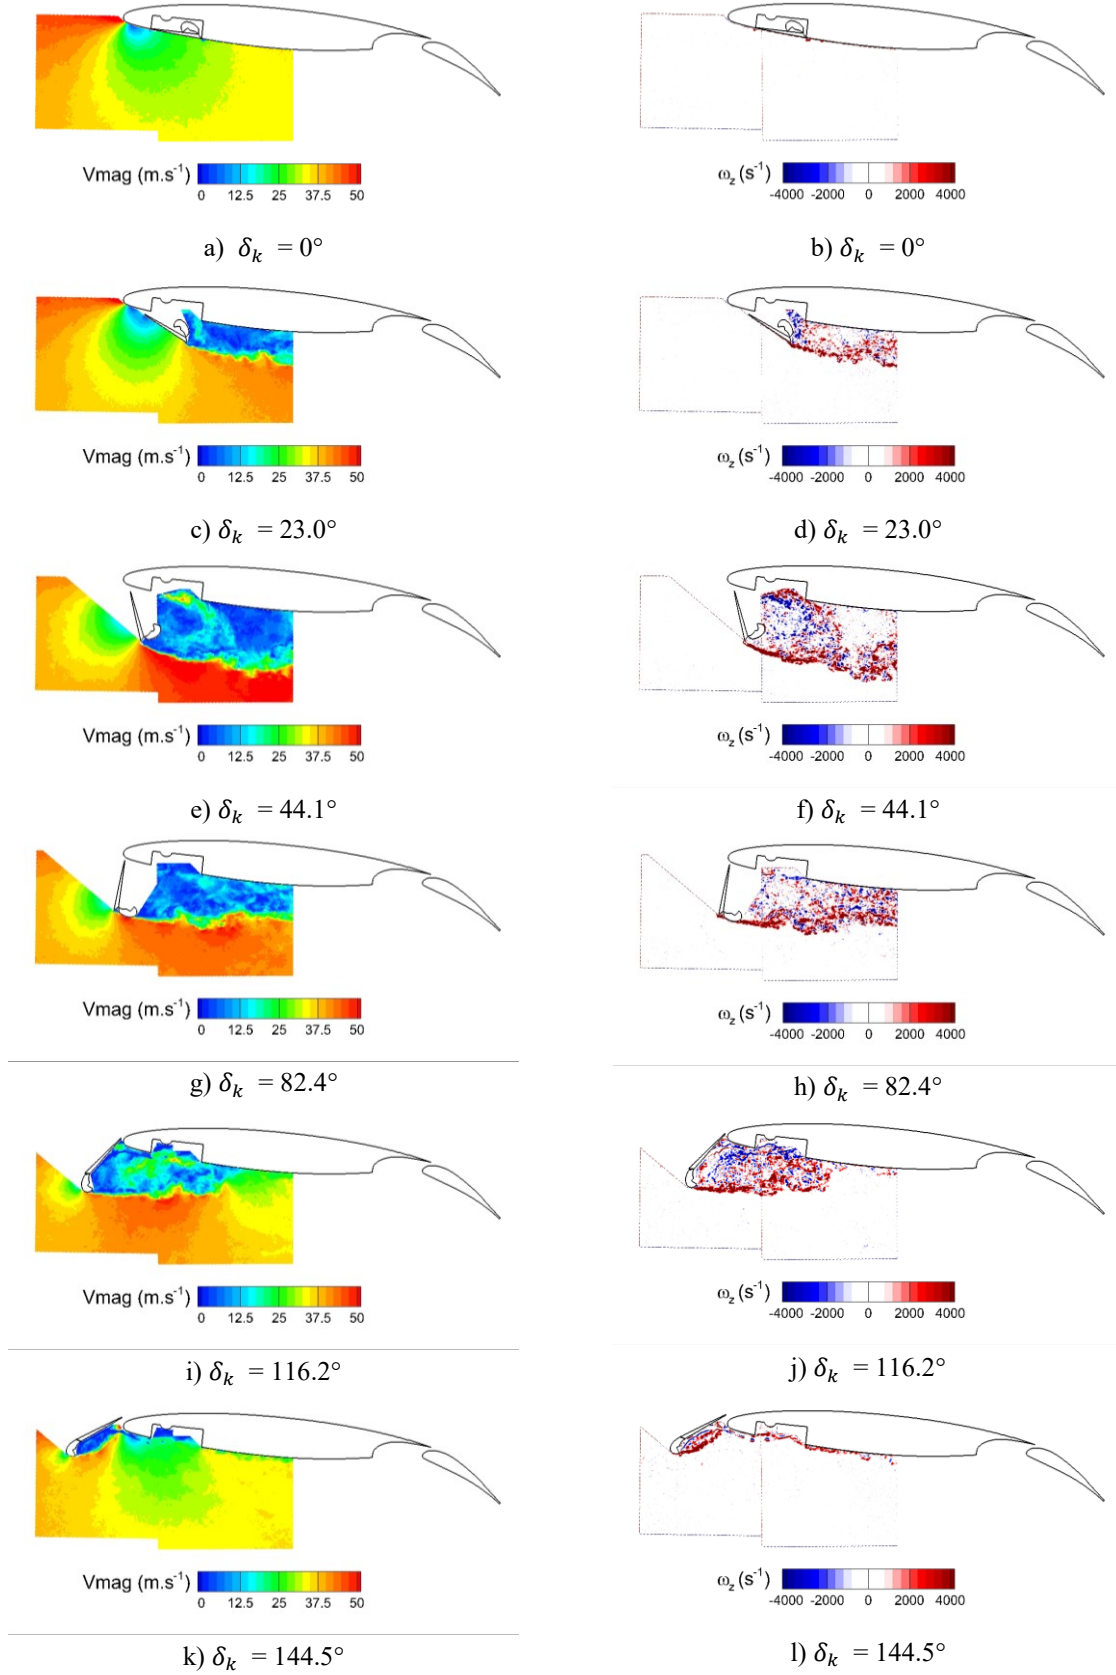 Vmag (m.s⁻¹) 0 12.5 25 37.5 50
ω_z (s⁻¹) -4000 -2000 0 2000 4000
a) δ_k = 0°
b) δ_k = 0°
Vmag (m.s⁻¹) 0 12.5 25 37.5 50
ω_z (s⁻¹) -4000 -2000 0 2000 4000
c) δ_k = 23.0°
d) δ_k = 23.0°
Vmag (m.s⁻¹) 0 12.5 25 37.5 50
ω_z (s⁻¹) -4000 -2000 0 2000 4000
e) δ_k = 44.1°
f) δ_k = 44.1°
Vmag (m.s⁻¹) 0 12.5 25 37.5 50
ω_z (s⁻¹) -4000 -2000 0 2000 4000
g) δ_k = 82.4°
h) δ_k = 82.4°
Vmag (m.s⁻¹) 0 12.5 25 37.5 50
ω_z (s⁻¹) -4000 -2000 0 2000 4000
i) δ_k = 116.2°
j) δ_k = 116.2°
Vmag (m.s⁻¹) 0 12.5 25 37.5 50
ω_z (s⁻¹) -4000 -2000 0 2000 4000
k) δ_k = 144.5°
l) δ_k = 144.5°